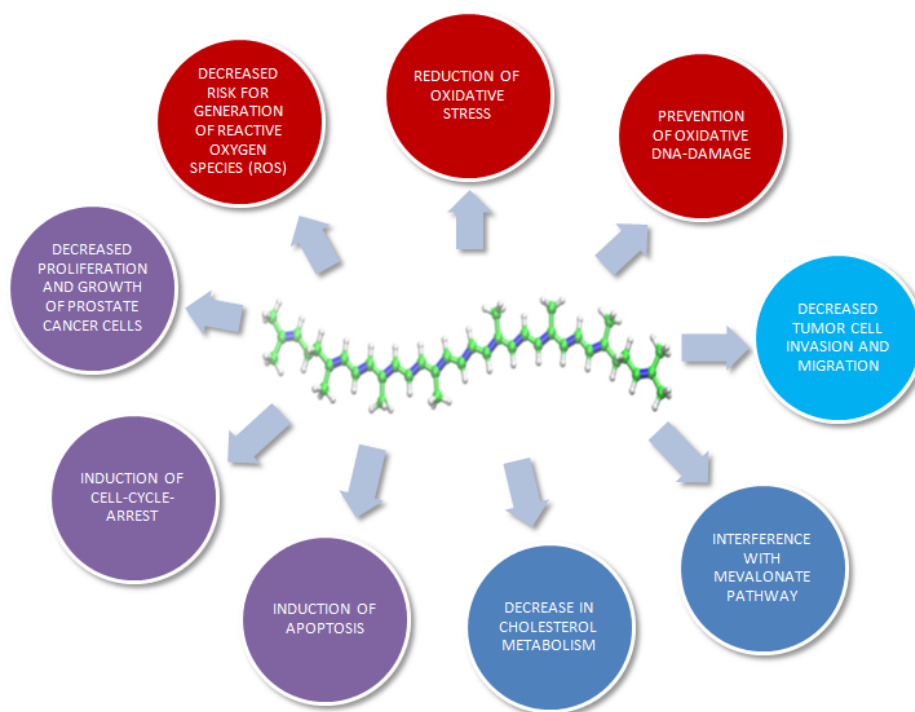 DECREASED
RISK FOR
GENERATION
OF REACTIVE
OXYGEN
SPECIES (ROS)
REDUCTION OF
OXIDATIVE
STRESS
PREVENTION
OF OXIDATIVE
DNA-DAMAGE
DECREASED
PROLIFERATION
AND GROWTH
OF PROSTATE
CANCER CELLS
DECREASED
TUMOR CELL
INVASION AND
MIGRATION
INDUCTION OF
CELL-CYCLE-
ARREST
INTERFERENCE
WITH
MEVALONATE
PATHWAY
INDUCTION OF
APOPTOSIS
DECREASE IN
CHOLESTEROL
METABOLISM